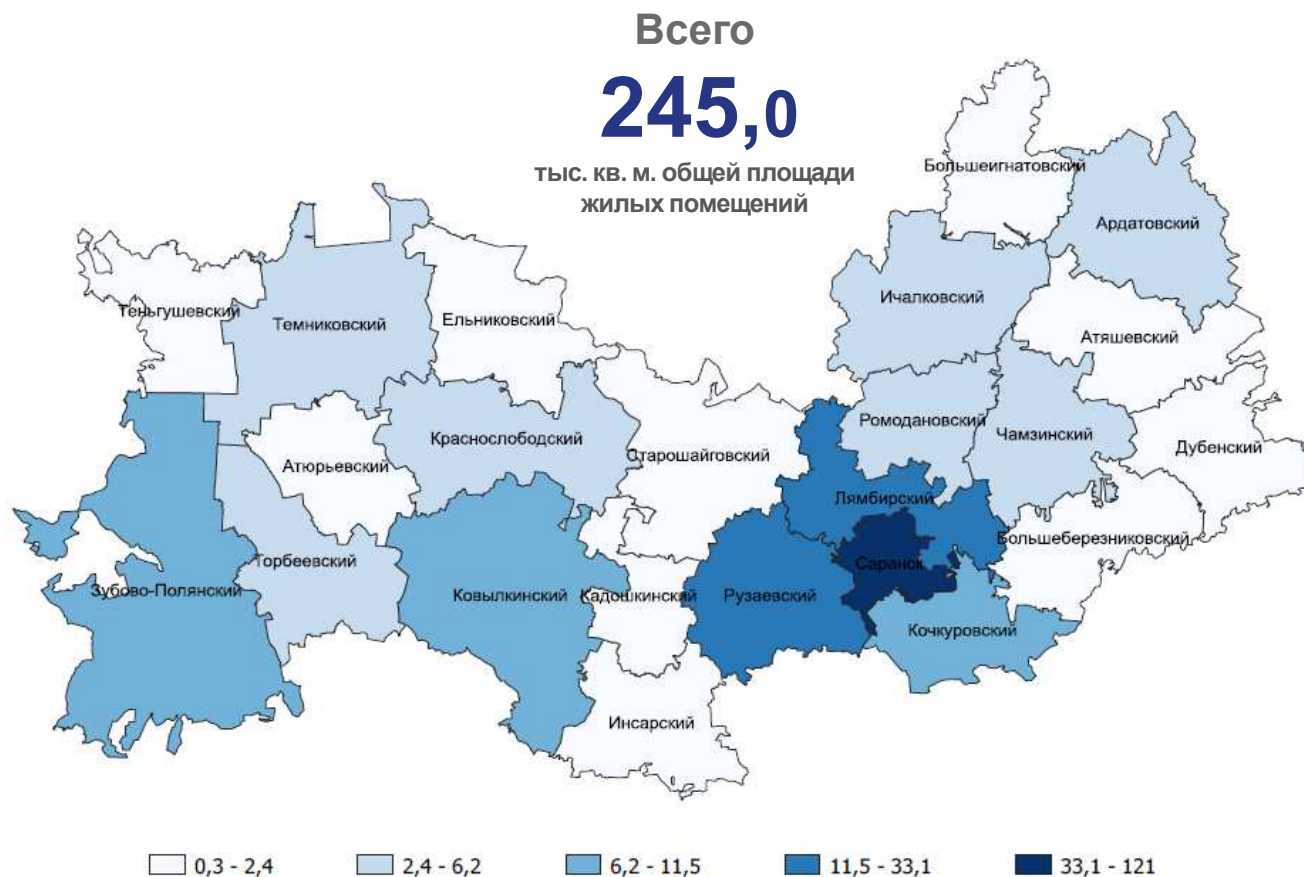 Всего
245,0
тыс. кв. м. общей площади
жилых помещений
Большеигнатовский
Ардатовский
Ичалковский
Теньгушевский
Темниковский
Ельниковский
Атяшевский
Ромодановский
Чамзинский
Краснослободский
Дубенский
Старошайговский
Атюрьевский
Лямбирский
Большеберезниковский
Торбеевский
Саранск
Зубово-Полянский
Ковылкинский
Кадошкинский
Рузаевский
Кочкуровский
Инсарский
0,3 - 2,4
2,4 - 6,2
6,2 - 11,5
11,5 - 33,1
33,1 - 121